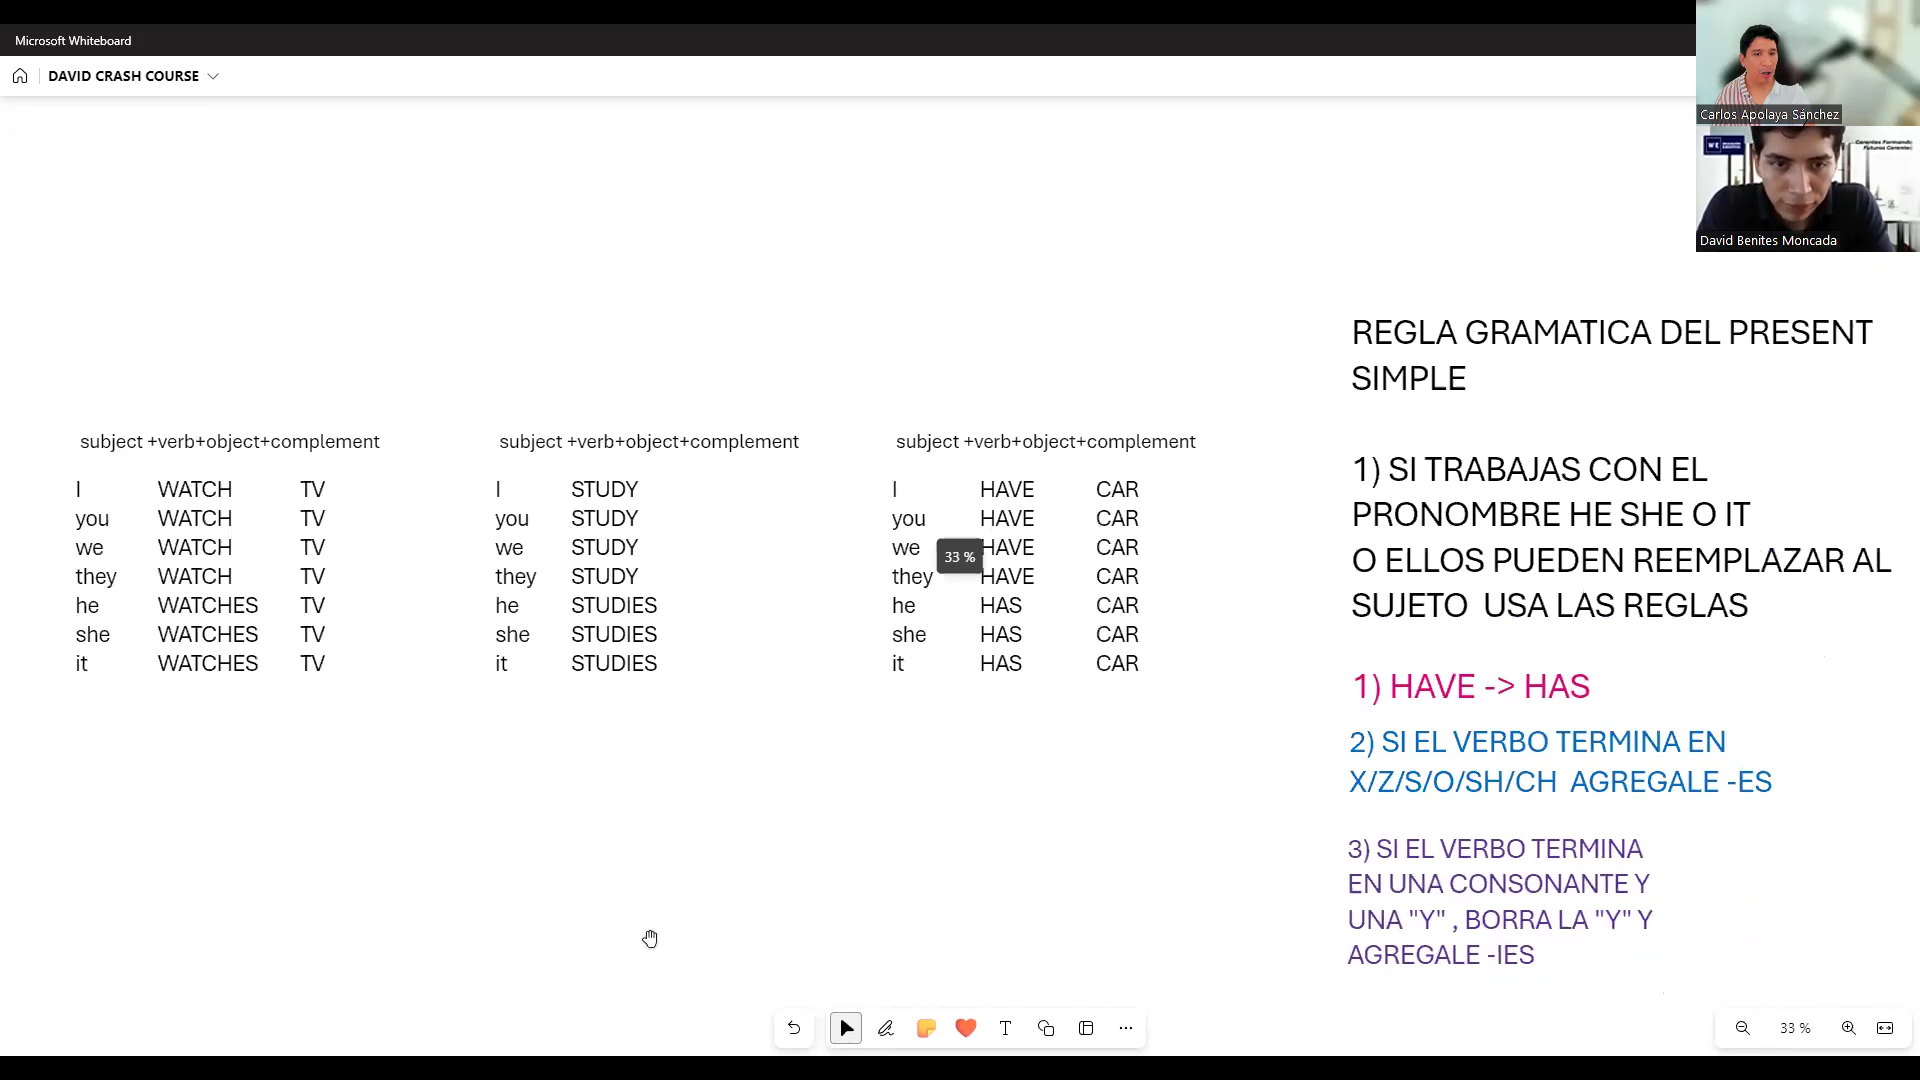 Microsoft Whiteboard
DAVID CRASH COURSE
Carlos Apolaya Sánchez
Gerentes Formando
Futuros Gerentes
David Benites Moncada
subject +verb+object+complement
I WATCH TV
you WATCH TV
we WATCH TV
they WATCH TV
he WATCHES TV
she WATCHES TV
it WATCHES TV
subject +verb+object+complement
I STUDY
you STUDY
we STUDY
they STUDY
he STUDIES
she STUDIES
it STUDIES
subject +verb+object+complement
I HAVE CAR
you HAVE CAR
we HAVE CAR
they HAVE CAR
he HAS CAR
she HAS CAR
it HAS CAR
33 %
REGLA GRAMATICA DEL PRESENT
SIMPLE
1) SI TRABAJAS CON EL
PRONOMBRE HE SHE O IT
O ELLOS PUEDEN REEMPLAZAR AL
SUJETO USA LAS REGLAS
1) HAVE -> HAS
2) SI EL VERBO TERMINA EN
X/Z/S/O/SH/CH AGREGALE -ES
3) SI EL VERBO TERMINA
EN UNA CONSONANTE Y
UNA "Y" , BORRA LA "Y" Y
AGREGALE -IES
33 %